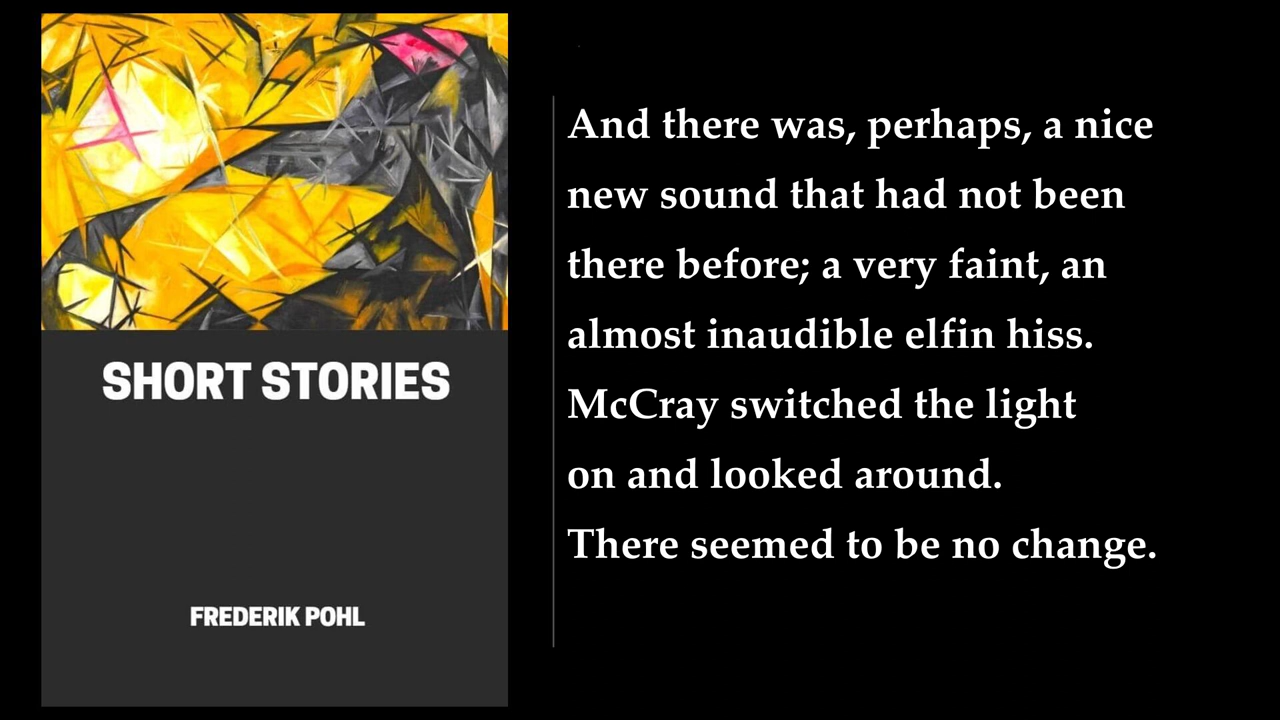 SHORT STORIES
FREDERIK POHL
And there was, perhaps, a nice
new sound that had not been
there before; a very faint, an
almost inaudible elfin hiss.
McCray switched the light
on and looked around.
There seemed to be no change.